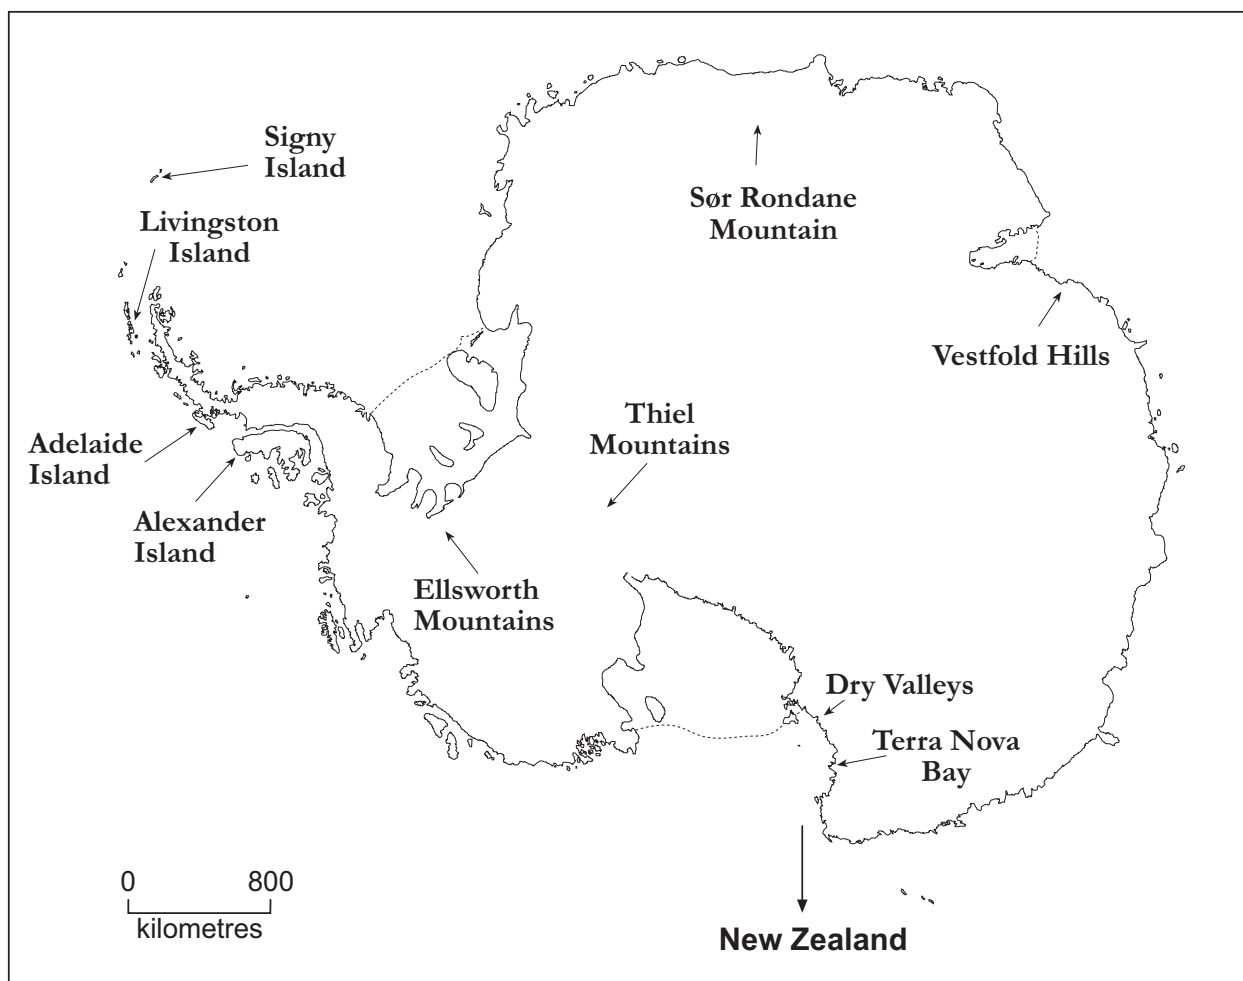 Signy
Island
Livingston
Island
Sør Rondane
Mountain
Vestfold Hills
Thiel
Mountains
Adelaide
Island
Alexander
Island
Ellsworth
Mountains
Dry Valleys
Terra Nova
Bay
0 800
kilometres
New Zealand